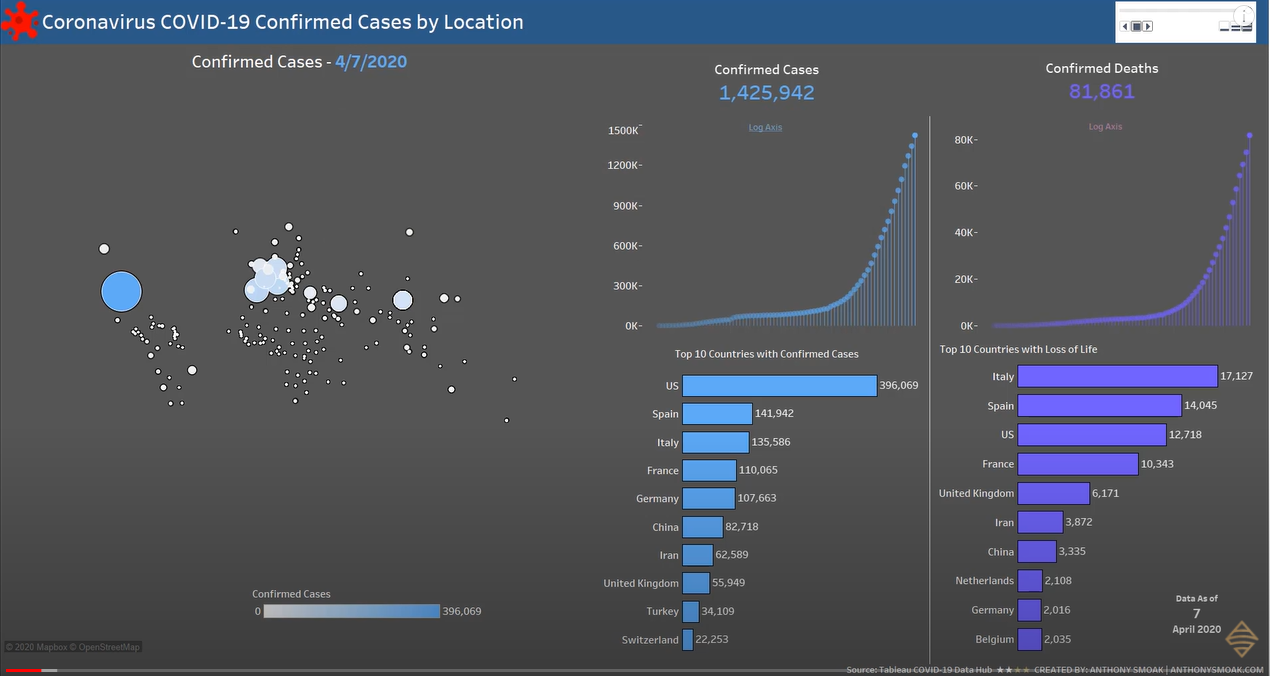 Coronavirus COVID-19 Confirmed Cases by Location
Confirmed Cases - 4/7/2020
Confirmed Cases
1,425,942
Log Axis
1500K
1200K
900K
600K
300K
0K
Confirmed Deaths
81,861
Log Axis
80K
60K
40K
20K
0K
Top 10 Countries with Confirmed Cases
US 396,069
Spain 141,942
Italy 135,586
France 110,065
Germany 107,663
China 82,718
Iran 62,589
United Kingdom 55,949
Turkey 34,109
Switzerland 22,253
Top 10 Countries with Loss of Life
Italy 17,127
Spain 14,045
US 12,718
France 10,343
United Kingdom 6,171
Iran 3,872
China 3,335
Netherlands 2,108
Germany 2,016
Belgium 2,035
Confirmed Cases
0 396,069
Data As of
7
April 2020
© 2020 Mapbox © OpenStreetMap
Source: Tableau COVID-19 Data Hub ★★★★ CREATED BY: ANTHONY SMOAK | ANTHONYSMOAK.COM